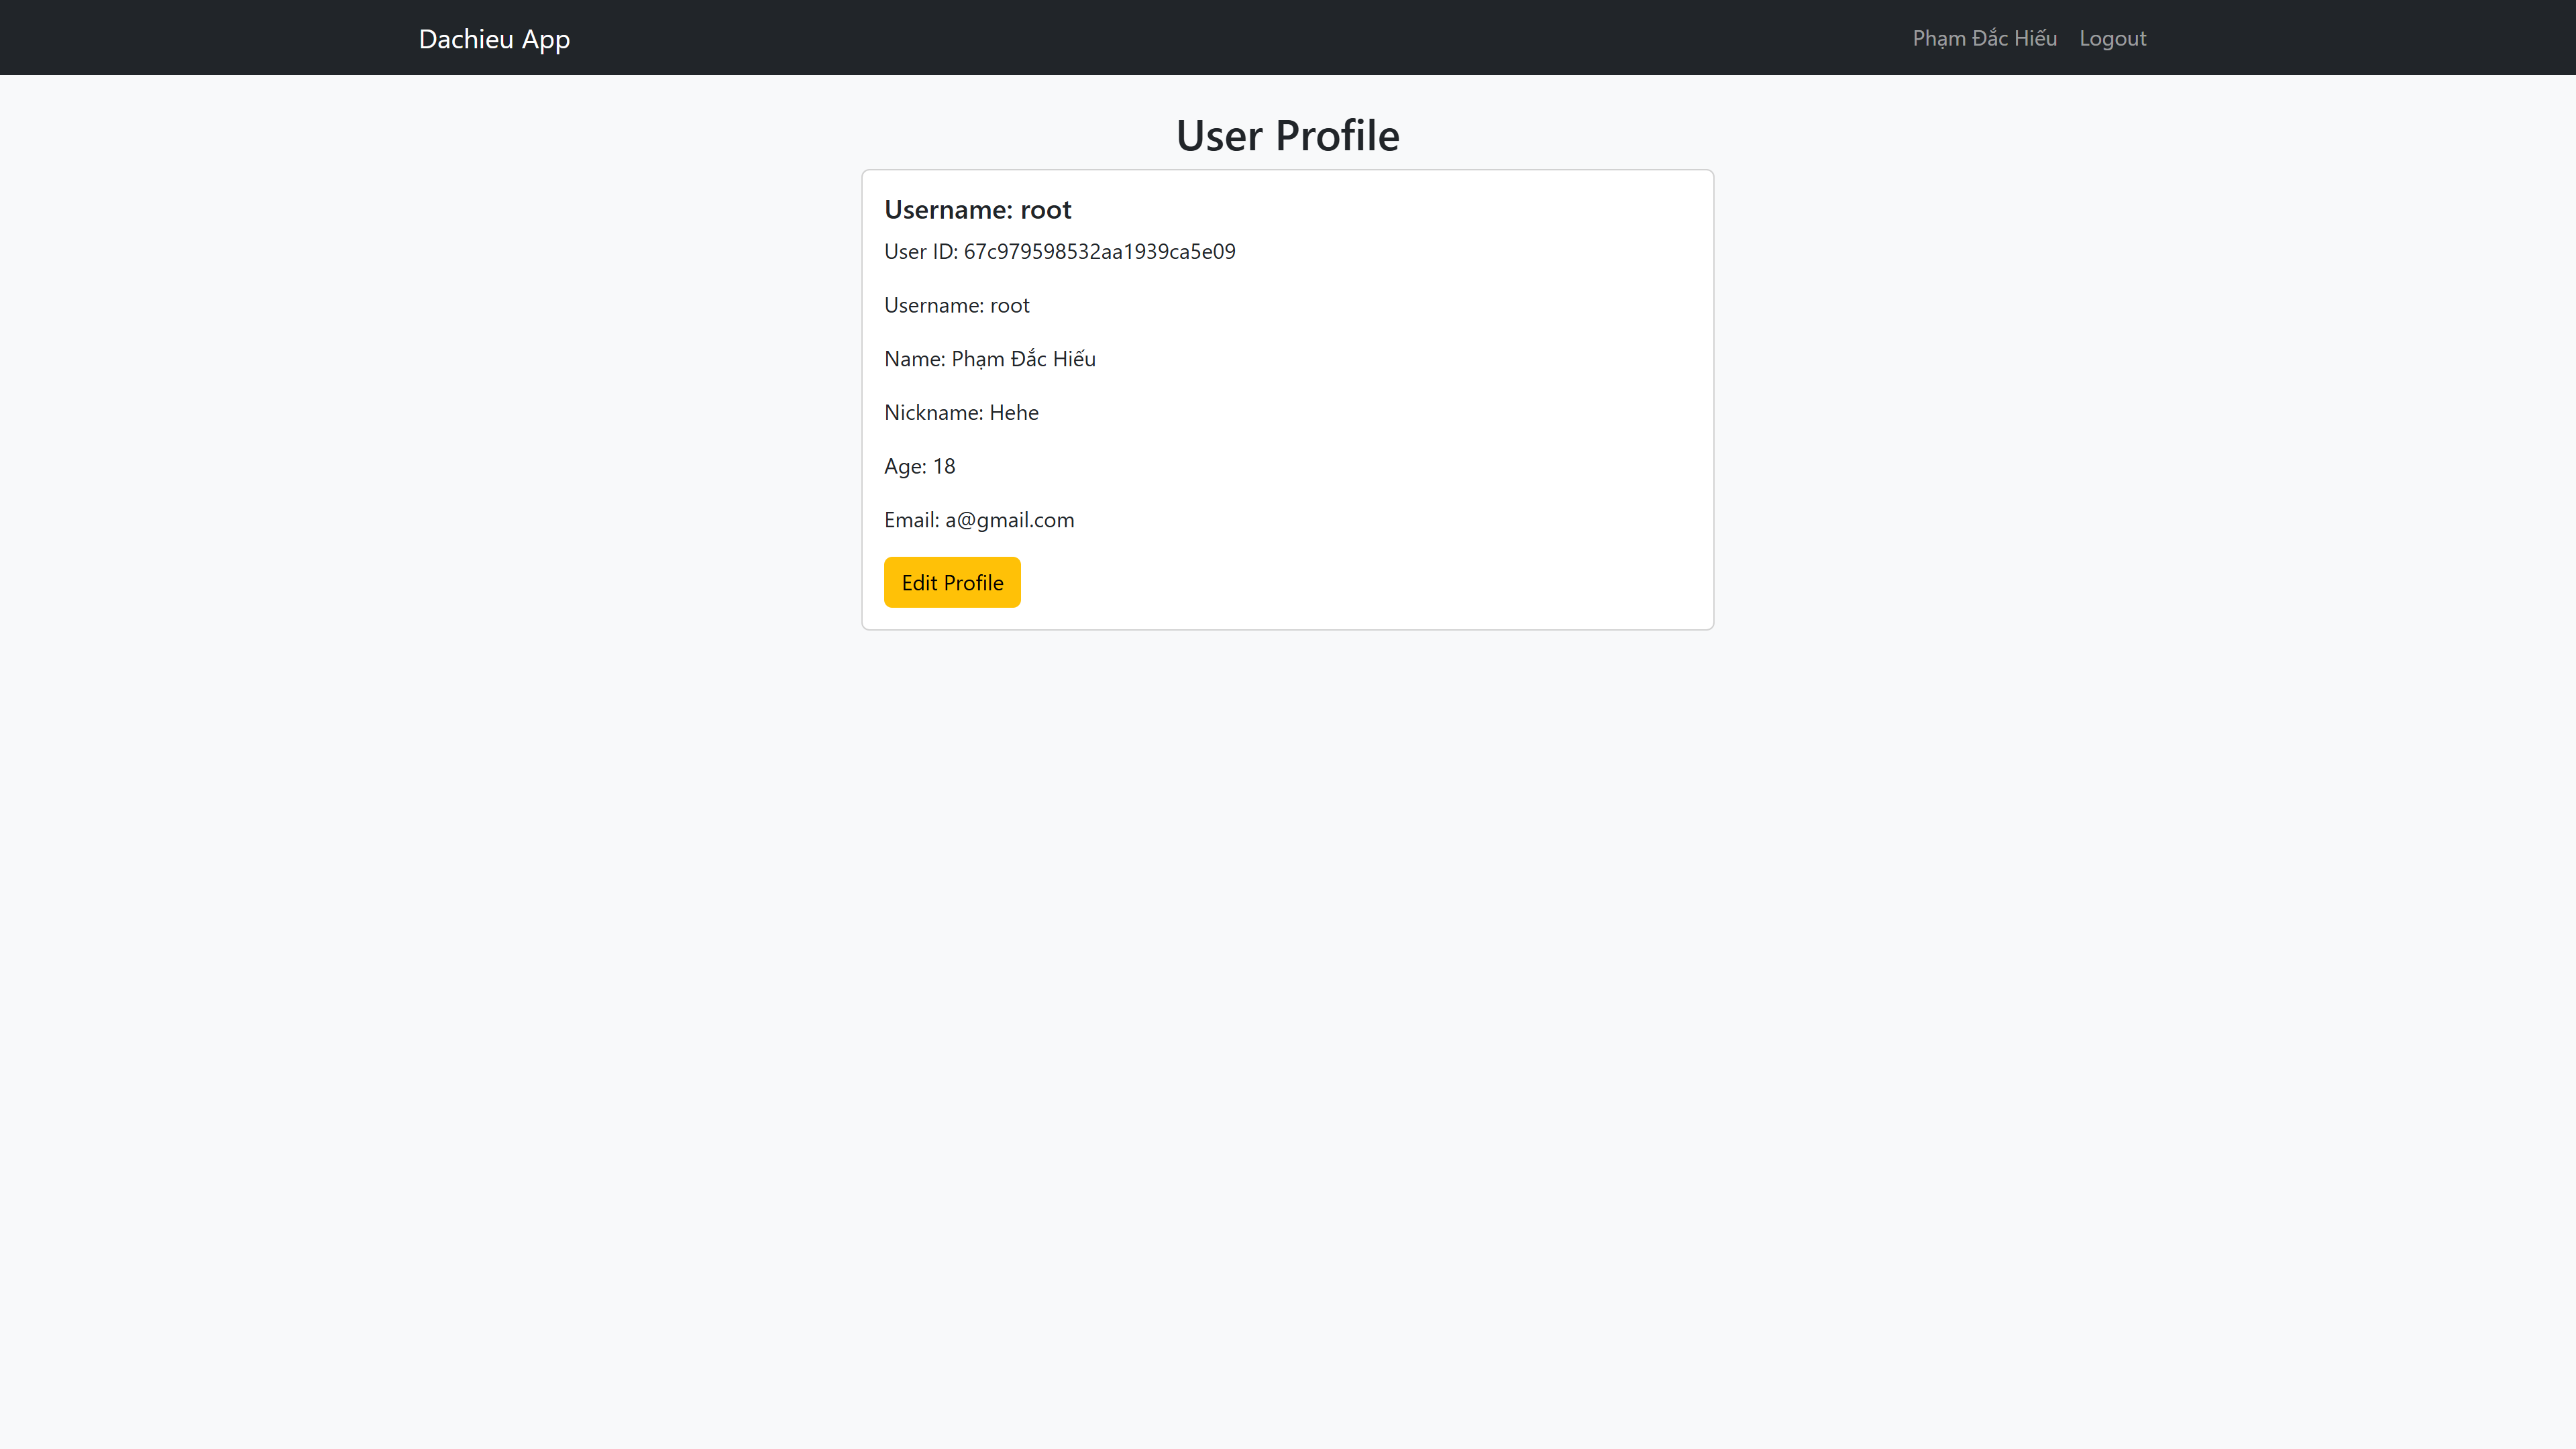 Dachieu App
Phạm Đắc Hiếu
Logout
User Profile
Username: root
User ID: 67c979598532aa1939ca5e09
Username: root
Name: Phạm Đắc Hiếu
Nickname: Hehe
Age: 18
Email: a@gmail.com
Edit Profile